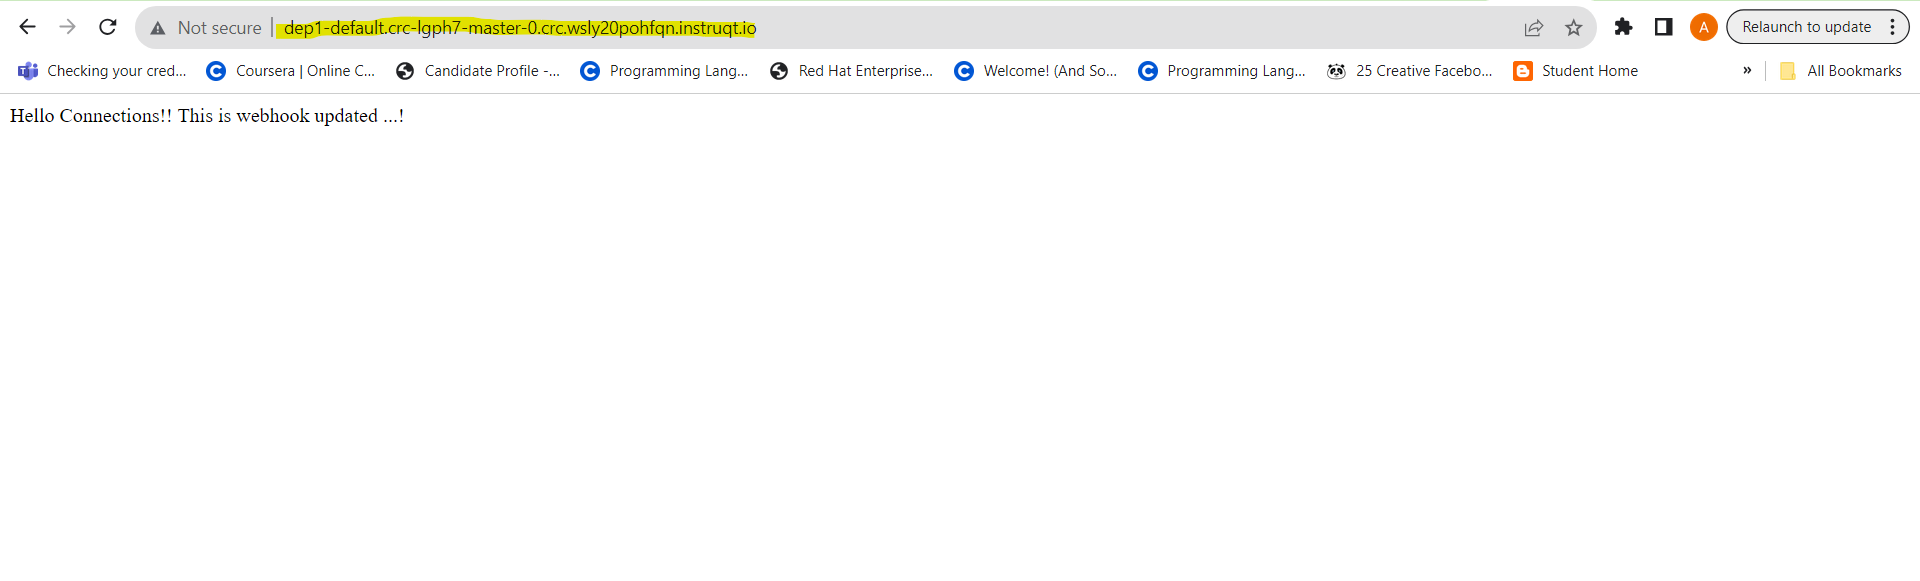 Not secure dep1-default.crc-lgph7-master-0.crc.wsly20pohfqn.instruqt.io A Relaunch to update
Checking your cred... Coursera | Online C... Candidate Profile -... Programming Lang... Red Hat Enterprise... Welcome! (And So... Programming Lang... 25 Creative Facebo... Student Home » All Bookmarks
Hello Connections!! This is webhook updated ...!